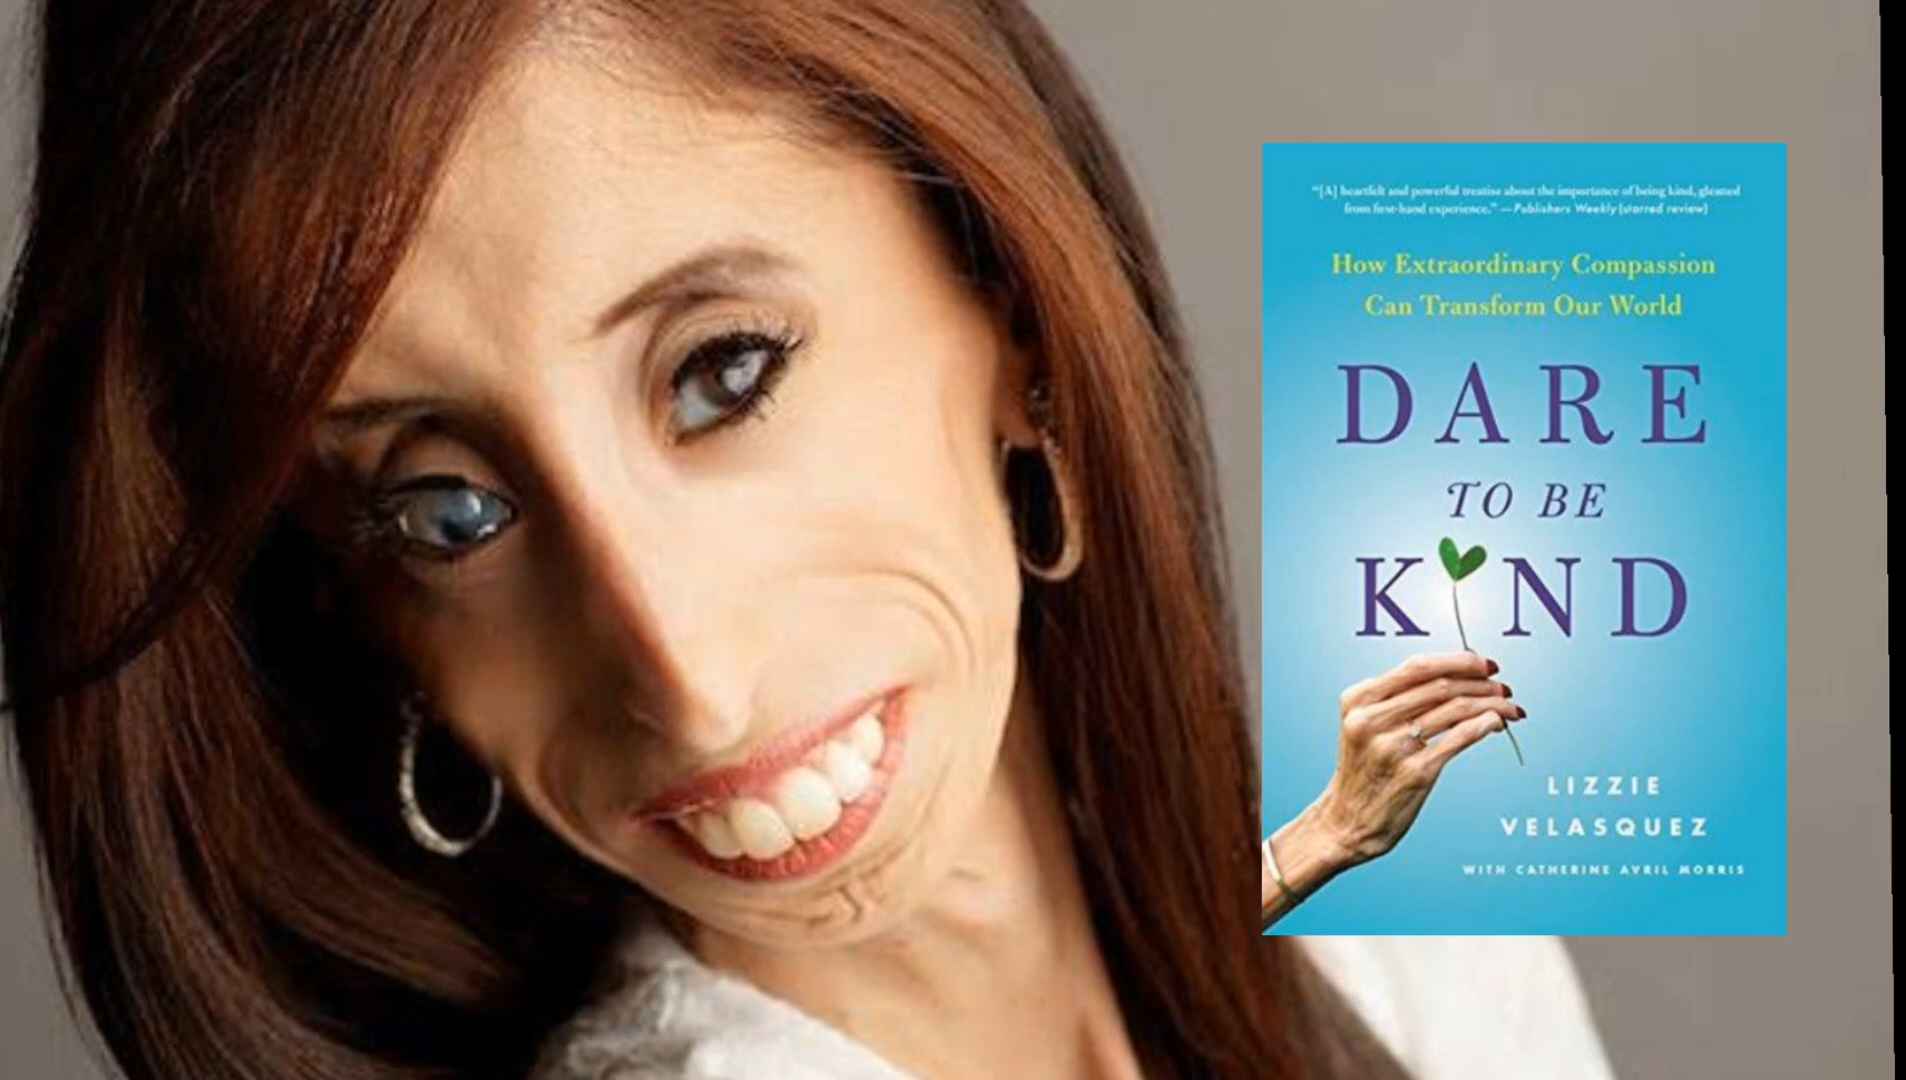 "[A] heartfelt and powerful treatise about the importance of being kind, gleaned
from first-hand experience." —Publishers Weekly (starred review)
How Extraordinary Compassion
Can Transform Our World
DARE
TO BE
KIND
LIZZIE
VELASQUEZ
WITH CATHERINE AVRIL MORRIS